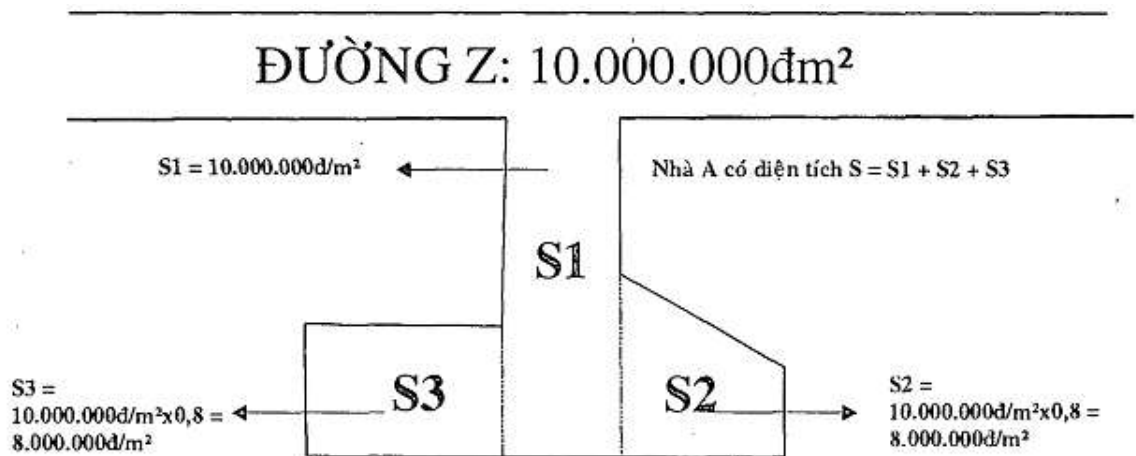 ĐƯỜNG Z: 10.000.000đm²
S1 = 10.000.000đ/m²
Nhà A có diện tích S = S1 + S2 + S3
S1
S3
S2
S3 =
10.000.000đ/m²x0,8 =
8.000.000đ/m²
S2 =
10.000.000đ/m²x0,8 =
8.000.000đ/m²